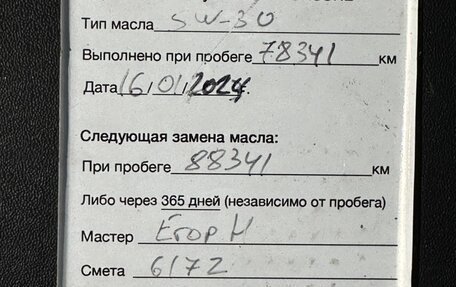 Тип масла 5W-30
Выполнено при пробеге 78341 км
Дата 16.01.2024г.
Следующая замена масла:
При пробеге 88341 км
Либо через 365 дней (независимо от пробега)
Мастер Егор Н
Смета 6172